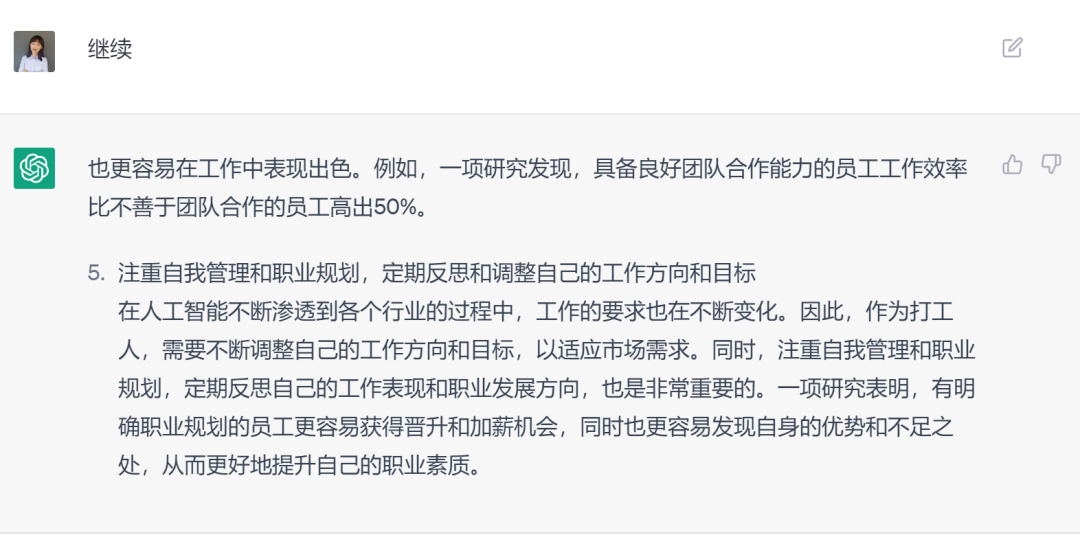 继续
也更容易在工作中表现出色。例如，一项研究发现，具备良好团队合作能力的员工工作效率
比不善于团队合作的员工高出50%。
5. 注重自我管理和职业规划，定期反思和调整自己的工作方向和目标
在人工智能不断渗透到各个行业的过程中，工作的要求也在不断变化。因此，作为打工
人，需要不断调整自己的工作方向和目标，以适应市场需求。同时，注重自我管理和职业
规划，定期反思自己的工作表现和职业发展方向，也是非常重要的。一项研究表明，有明
确职业规划的员工更容易获得晋升和加薪机会，同时也更容易发现自身的优势和不足之
处，从而更好地提升自己的职业素质。